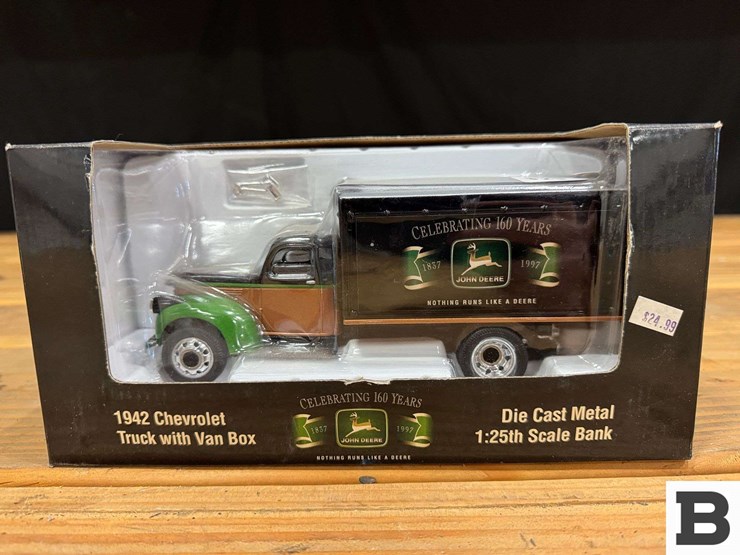 CELEBRATING 160 YEARS
1837
1997
JOHN DEERE
NOTHING RUNS LIKE A DEERE
$24.99
1942 Chevrolet
Truck with Van Box
CELEBRATING 160 YEARS
1837
1997
JOHN DEERE
NOTHING RUNS LIKE A DEERE
Die Cast Metal
1:25th Scale Bank
B